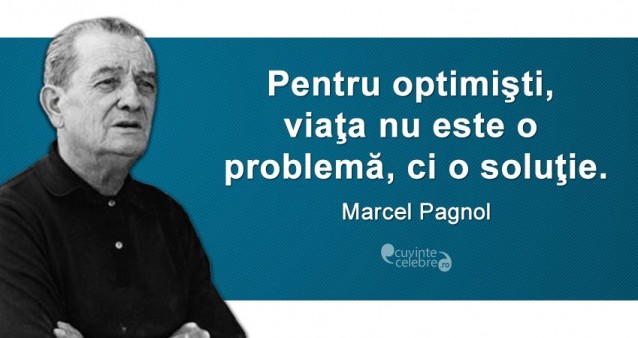 Pentru optimişti,
viaţa nu este o
problemă, ci o soluţie.
Marcel Pagnol
cuvinte
celebre.ro